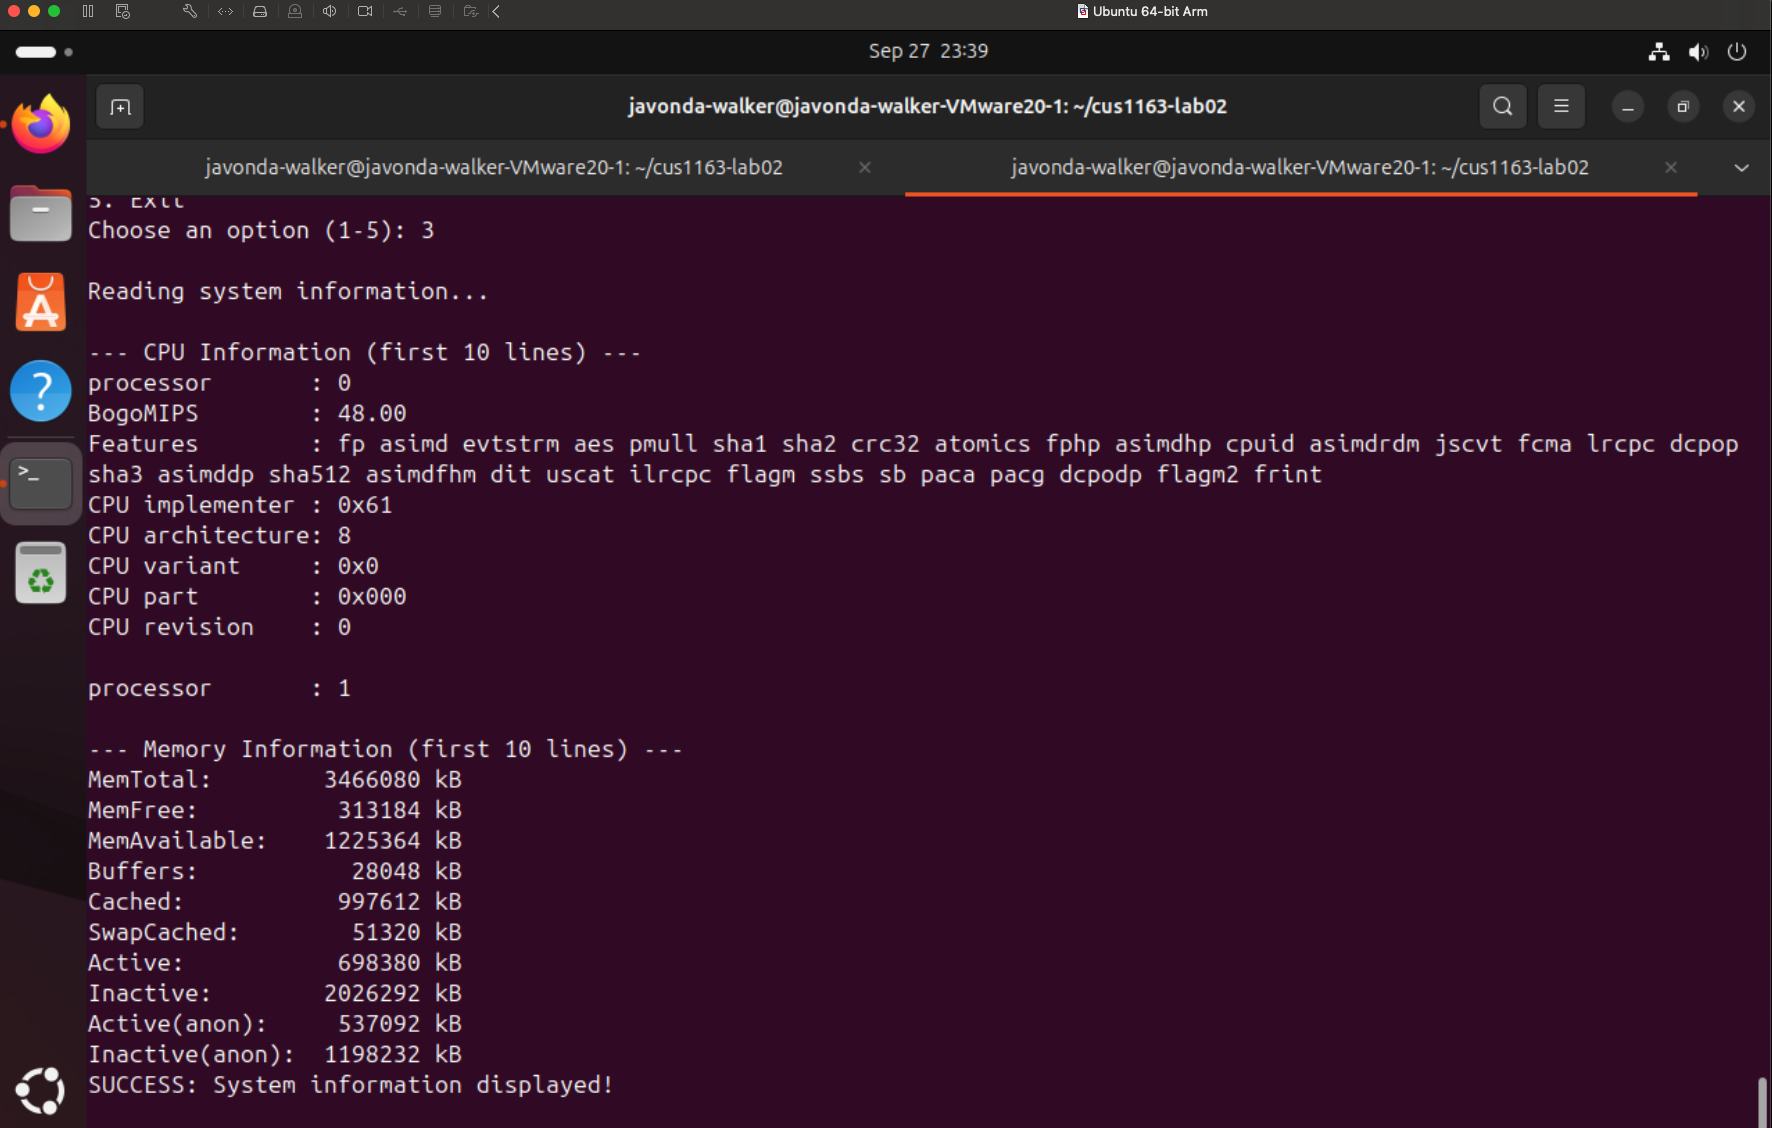 Ubuntu 64-bit Arm
Sep 27 23:39
javonda-walker@javonda-walker-VMware20-1: ~/cus1163-lab02
javonda-walker@javonda-walker-VMware20-1: ~/cus1163-lab02
javonda-walker@javonda-walker-VMware20-1: ~/cus1163-lab02
5. Exit
Choose an option (1-5): 3
Reading system information...
--- CPU Information (first 10 lines) ---
processor : 0
BogoMIPS : 48.00
Features : fp asimd evtstrm aes pmull sha1 sha2 crc32 atomics fphp asimdhp cpuid asimdrdm jscvt fcma lrcpc dcpop
sha3 asimddp sha512 asimdfhm dit uscat ilrcpc flagm ssbs sb paca pacg dcpodp flagm2 frint
CPU implementer : 0x61
CPU architecture: 8
CPU variant : 0x0
CPU part : 0x000
CPU revision : 0
processor : 1
--- Memory Information (first 10 lines) ---
MemTotal: 3466080 kB
MemFree: 313184 kB
MemAvailable: 1225364 kB
Buffers: 28048 kB
Cached: 997612 kB
SwapCached: 51320 kB
Active: 698380 kB
Inactive: 2026292 kB
Active(anon): 537092 kB
Inactive(anon): 1198232 kB
SUCCESS: System information displayed!